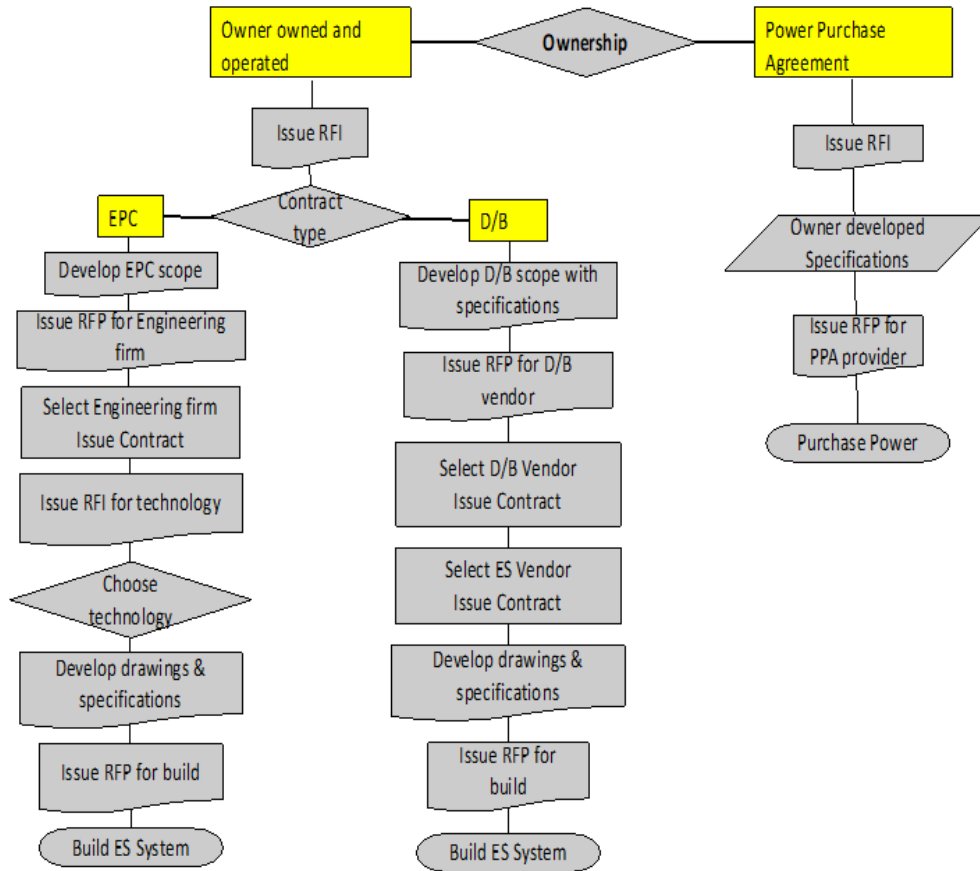 Owner owned and
operated
Ownership
Power Purchase
Agreement
Issue RFI
Issue RFI
Contract
type
EPC
D/B
Owner developed
Specifications
Develop EPC scope
Develop D/B scope with
specifications
Issue RFP for Engineering
firm
Issue RFP for
PPA provider
Issue RFP for D/B
vendor
Select Engineering firm
Issue Contract
Purchase Power
Select D/B Vendor
Issue Contract
Issue RFI for technology
Select ES Vendor
Issue Contract
Choose
technology
Develop drawings &
specifications
Develop drawings &
specifications
Issue RFP for build
Issue RFP for
build
Build ES System
Build ES System